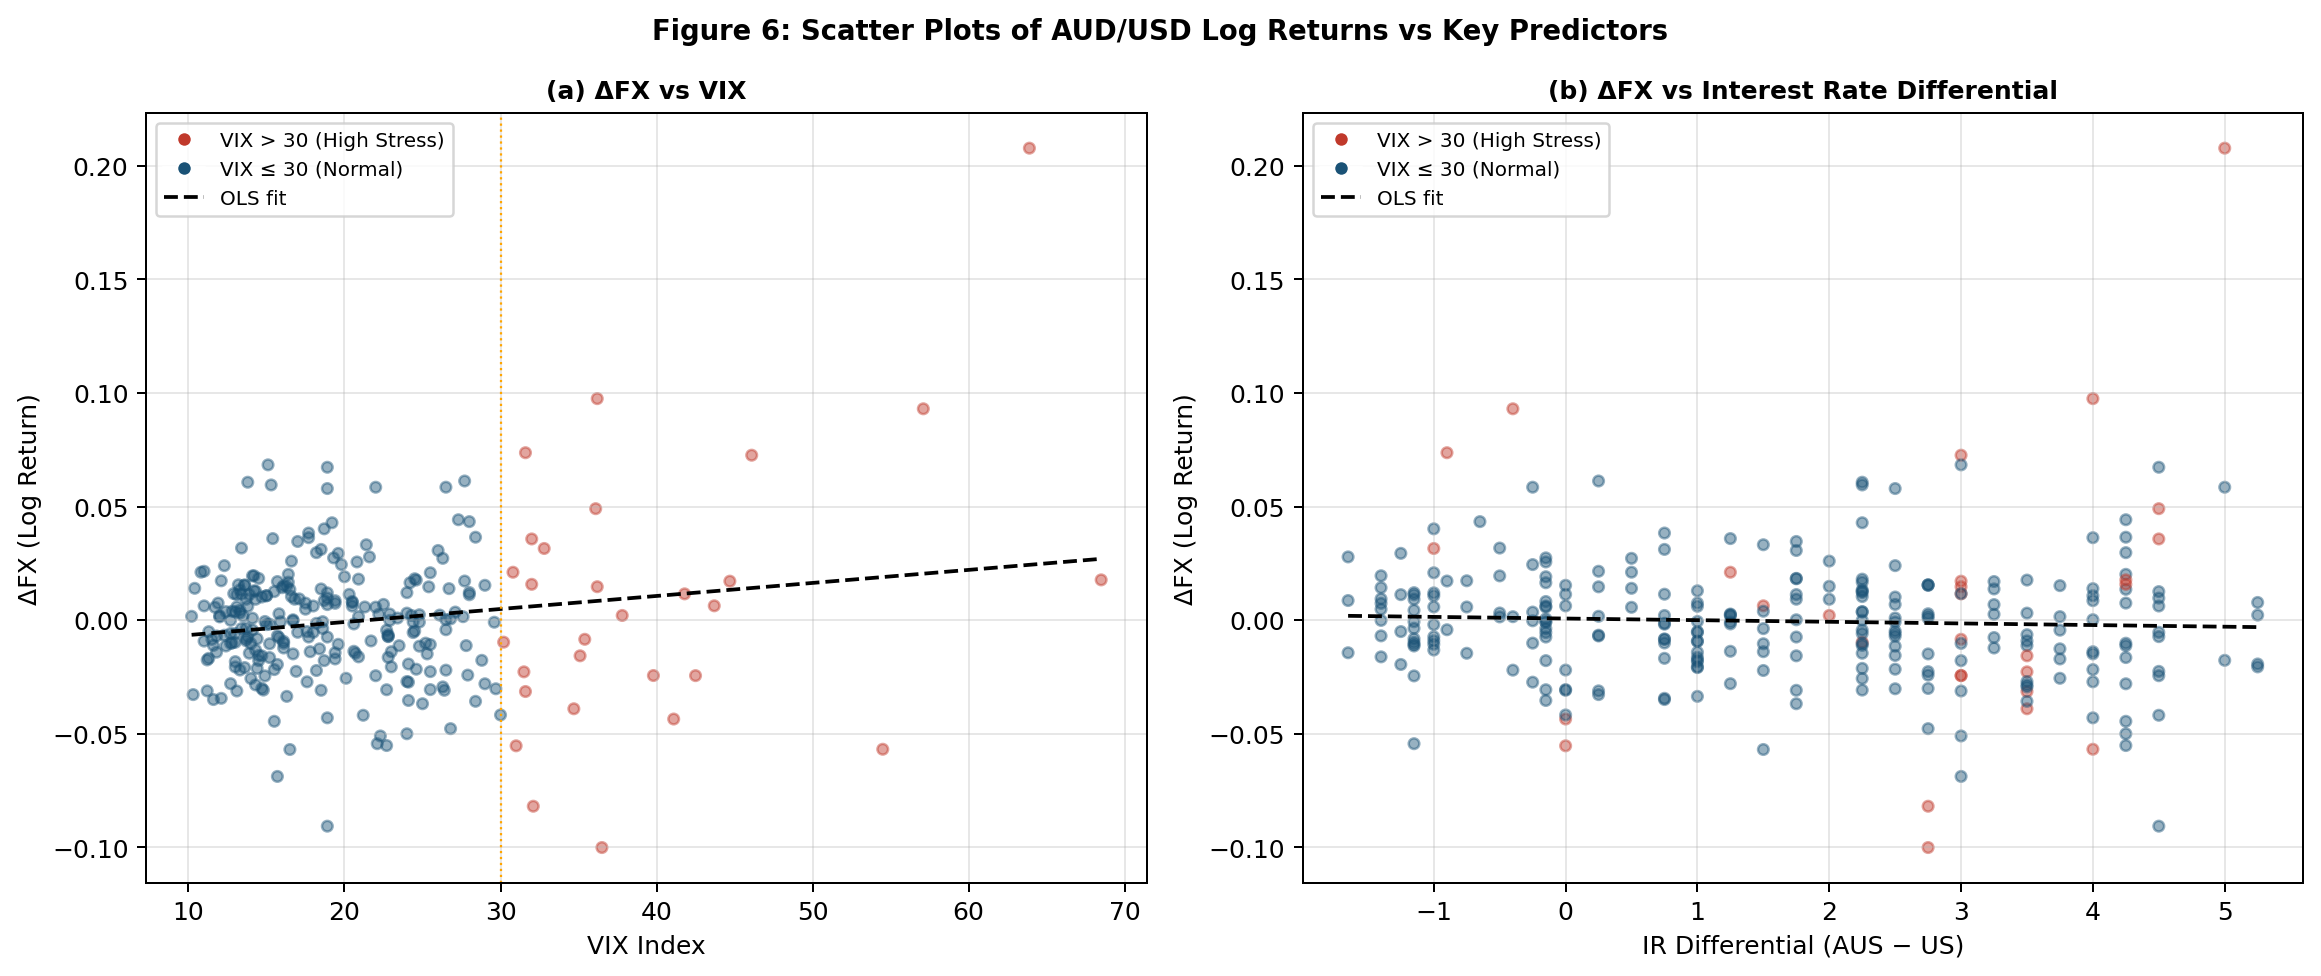 Figure 6: Scatter Plots of AUD/USD Log Returns vs Key Predictors
(a) ΔFX vs VIX
VIX > 30 (High Stress)
VIX ≤ 30 (Normal)
OLS fit
ΔFX (Log Return)
0.20
0.15
0.10
0.05
0.00
−0.05
−0.10
10 20 30 40 50 60 70
VIX Index
(b) ΔFX vs Interest Rate Differential
VIX > 30 (High Stress)
VIX ≤ 30 (Normal)
OLS fit
ΔFX (Log Return)
0.20
0.15
0.10
0.05
0.00
−0.05
−0.10
−1 0 1 2 3 4 5
IR Differential (AUS − US)